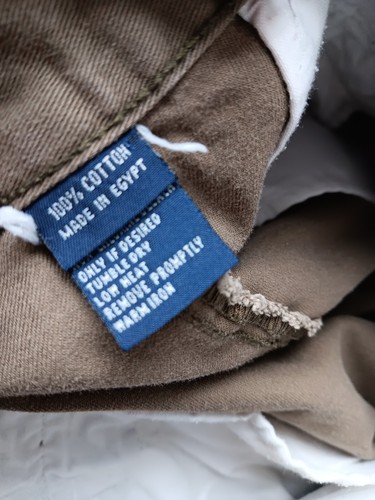 100% COTTON
MADE IN EGYPT
ONLY IF DESIRED
TUMBLE DRY
LOW HEAT
REMOVE PROMPTLY
WARM IRON